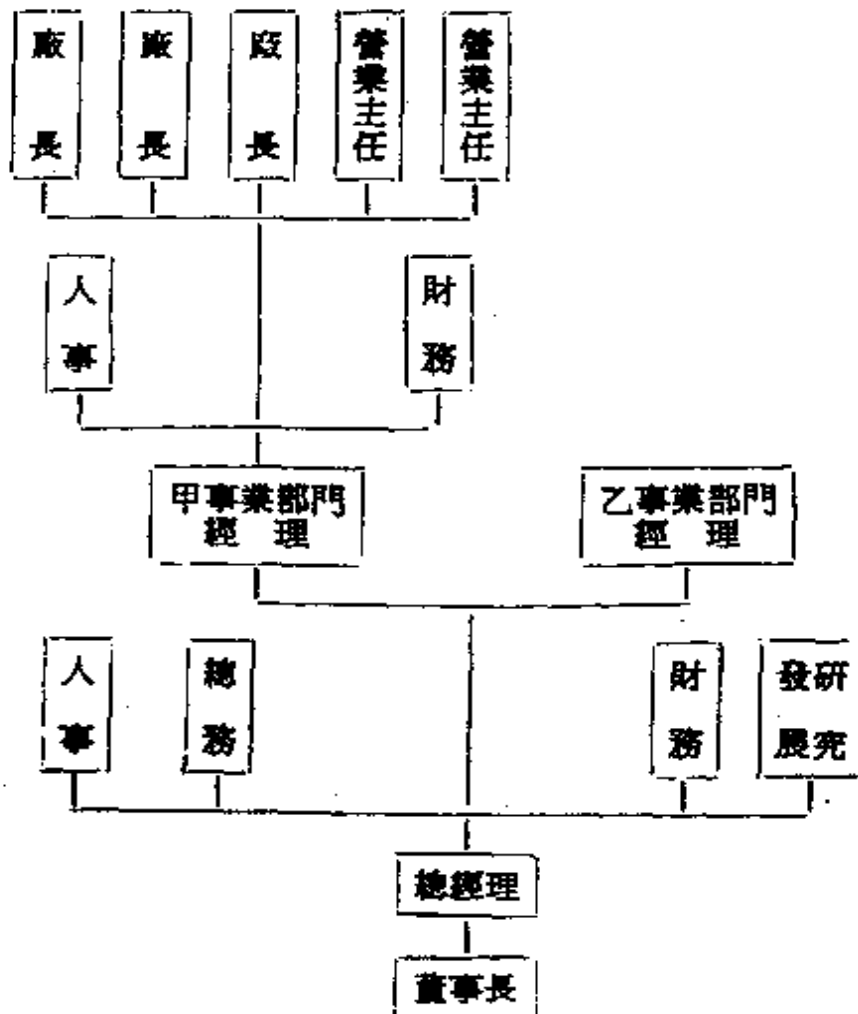 廠長
廠長
廠長
營業主任
營業主任
人事
財務
甲事業部門
經理
乙事業部門
經理
人事
總務
財務
研究
發展
總經理
董事長